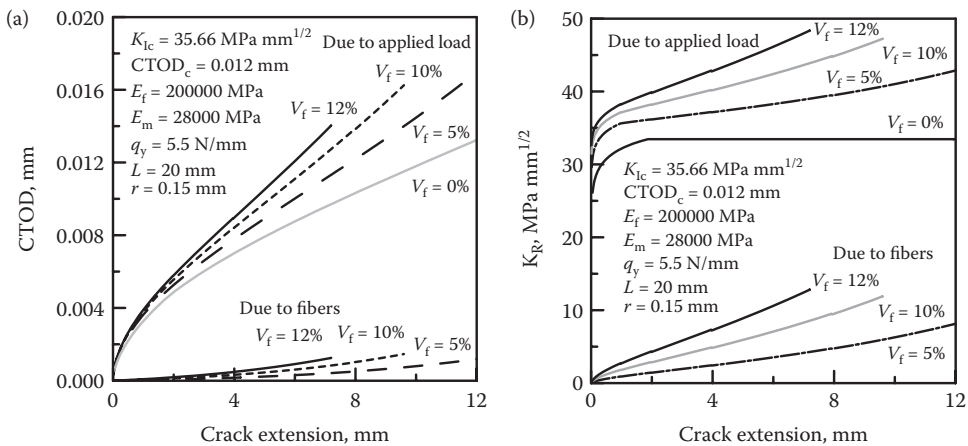 (a)
0.020
0.016
0.012
0.008
0.004
0.000
CTOD, mm
K_Ic = 35.66 MPa mm^1/2
CTOD_c = 0.012 mm
E_f = 200000 MPa
E_m = 28000 MPa
q_y = 5.5 N/mm
L = 20 mm
r = 0.15 mm
Due to applied load
V_f = 10%
V_f = 12%
V_f = 5%
V_f = 0%
Due to fibers
V_f = 12%
V_f = 10%
V_f = 5%
0
4
8
12
Crack extension, mm
(b)
50
40
30
20
10
0
K_R, MPa mm^1/2
Due to applied load
V_f = 12%
V_f = 10%
V_f = 5%
V_f = 0%
K_Ic = 35.66 MPa mm^1/2
CTOD_c = 0.012 mm
E_f = 200000 MPa
E_m = 28000 MPa
q_y = 5.5 N/mm
L = 20 mm
r = 0.15 mm
Due to fibers
V_f = 12%
V_f = 10%
V_f = 5%
0
2
4
6
8
10
12
Crack extension, mm